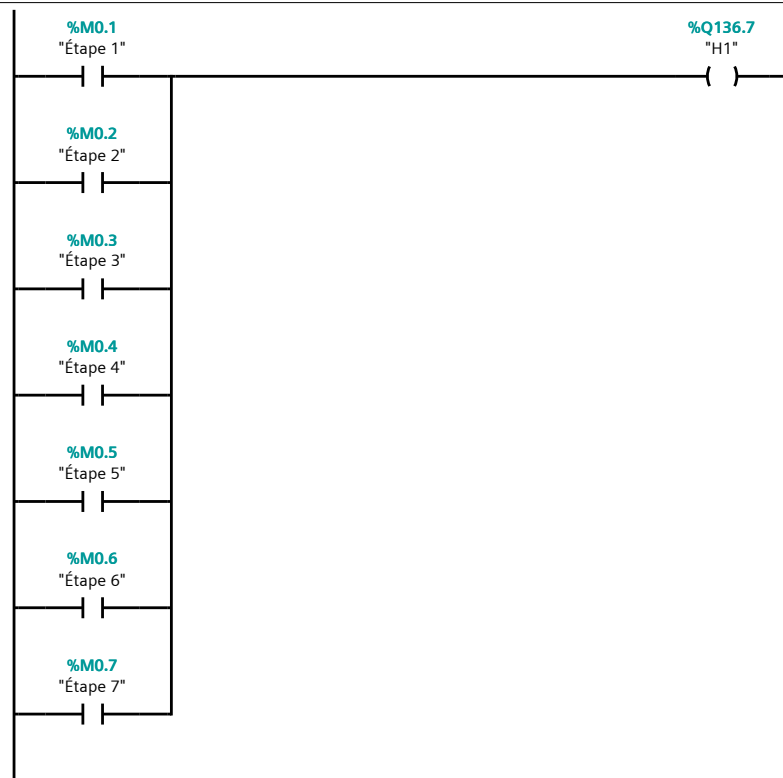 %M0.1
"Étape 1"
%Q136.7
"H1"
%M0.2
"Étape 2"
%M0.3
"Étape 3"
%M0.4
"Étape 4"
%M0.5
"Étape 5"
%M0.6
"Étape 6"
%M0.7
"Étape 7"